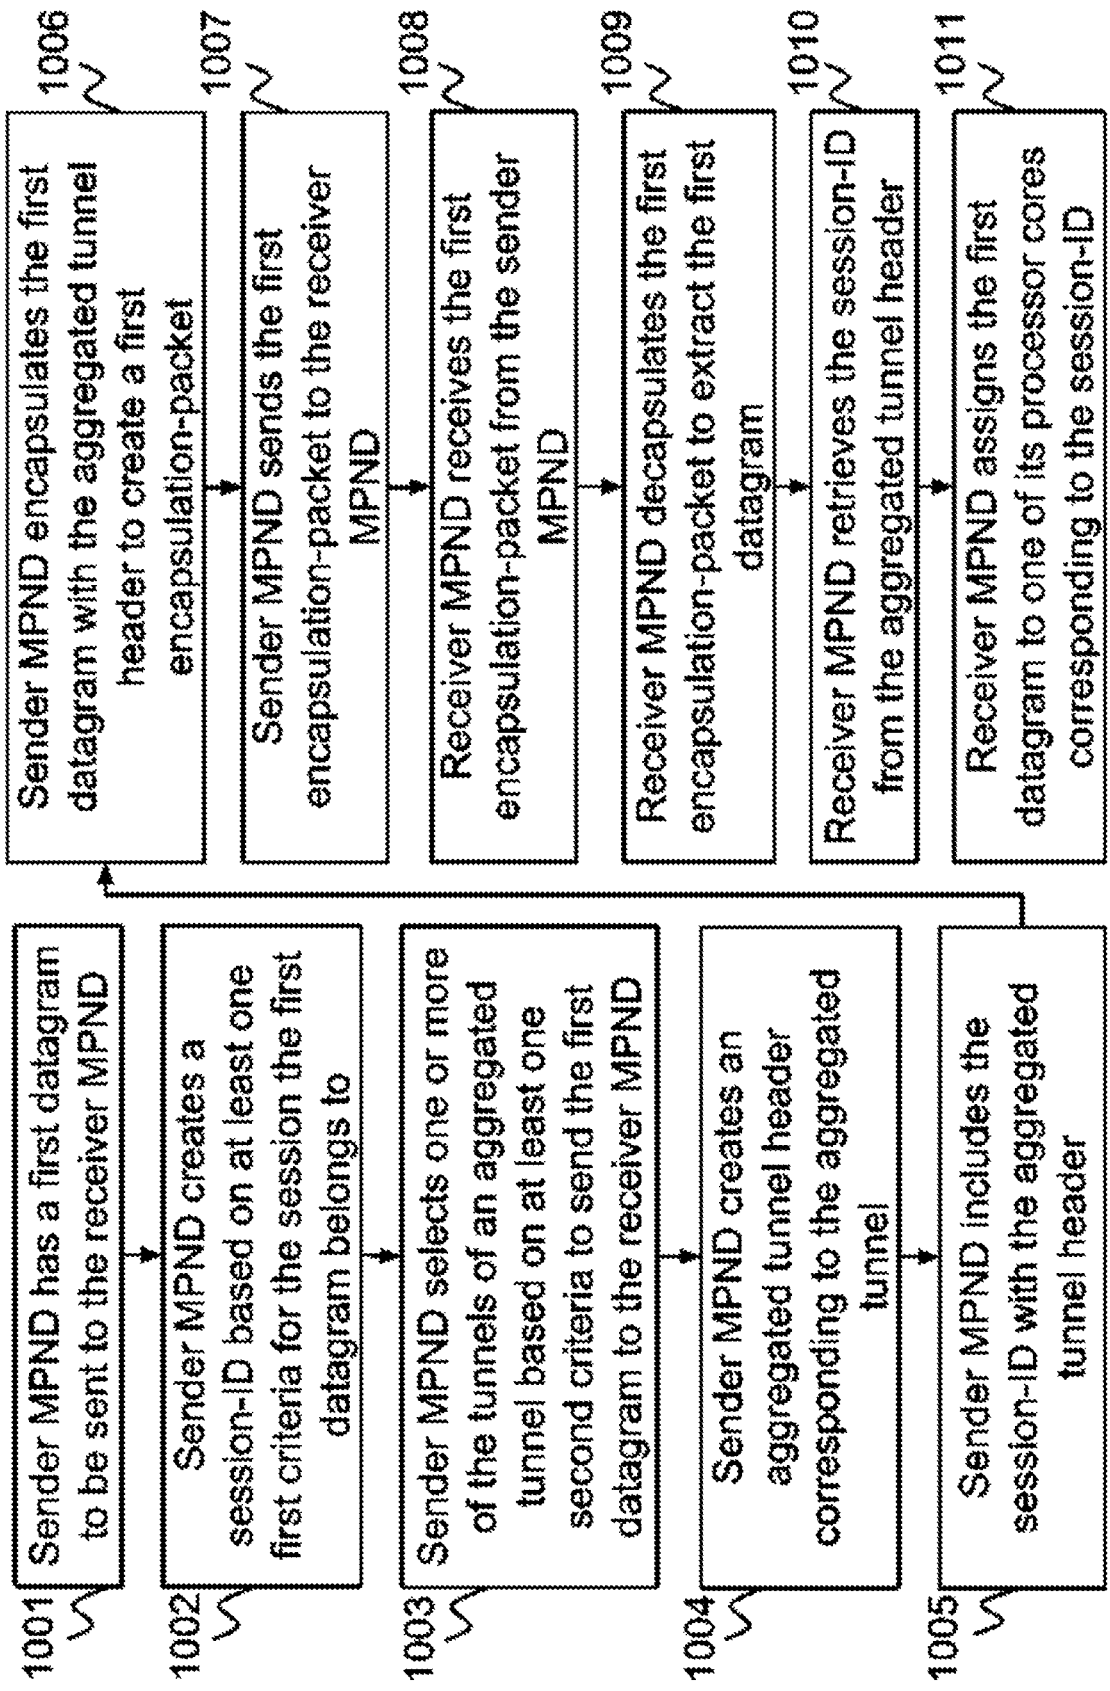 1001
Sender MPND has a first datagram
to be sent to the receiver MPND
1002
Sender MPND creates a
session-ID based on at least one
first criteria for the session the first
datagram belongs to
1003
Sender MPND selects one or more
of the tunnels of an aggregated
tunnel based on at least one
second criteria to send the first
datagram to the receiver MPND
1004
Sender MPND creates an
aggregated tunnel header
corresponding to the aggregated
tunnel
1005
Sender MPND includes the
session-ID with the aggregated
tunnel header
1006
Sender MPND encapsulates the first
datagram with the aggregated tunnel
header to create a first
encapsulation-packet
1007
Sender MPND sends the first
encapsulation-packet to the receiver
MPND
1008
Receiver MPND receives the first
encapsulation-packet from the sender
MPND
1009
Receiver MPND decapsulates the first
encapsulation-packet to extract the first
datagram
1010
Receiver MPND retrieves the session-ID
from the aggregated tunnel header
1011
Receiver MPND assigns the first
datagram to one of its processor cores
corresponding to the session-ID